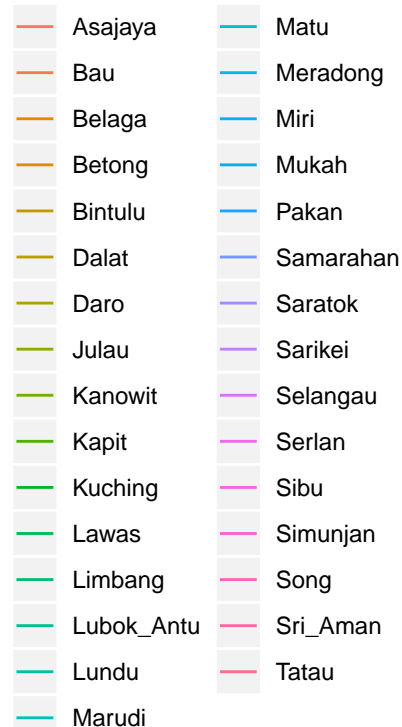 Asajaya
Bau
Belaga
Betong
Bintulu
Dalat
Daro
Julau
Kanowit
Kapit
Kuching
Lawas
Limbang
Lubok_Antu
Lundu
Marudi
Matu
Meradong
Miri
Mukah
Pakan
Samarahan
Saratok
Sarikei
Selangau
Serlan
Sibu
Simunjan
Song
Sri_Aman
Tatau